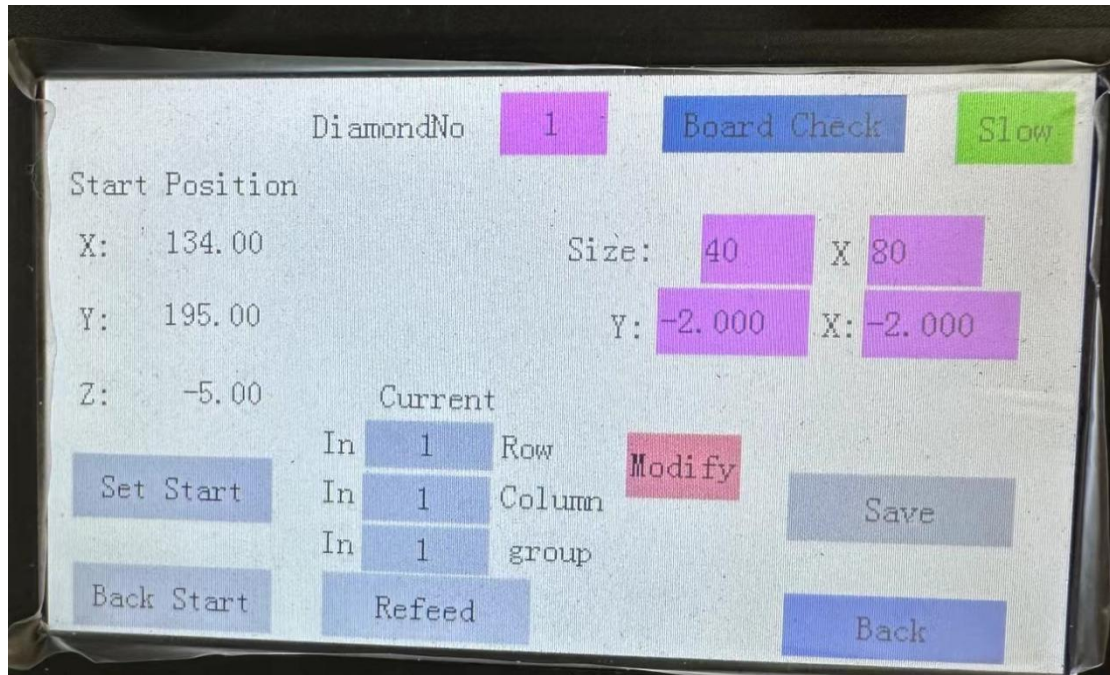 DiamondNo 1 Board Check Slow
Start Position
X: 134.00 Size: 40 X 80
Y: 195.00 Y: -2.000 X: -2.000
Z: -5.00 Current
In 1 Row Modify
Set Start In 1 Column Save
In 1 group
Back Start Refeed Back